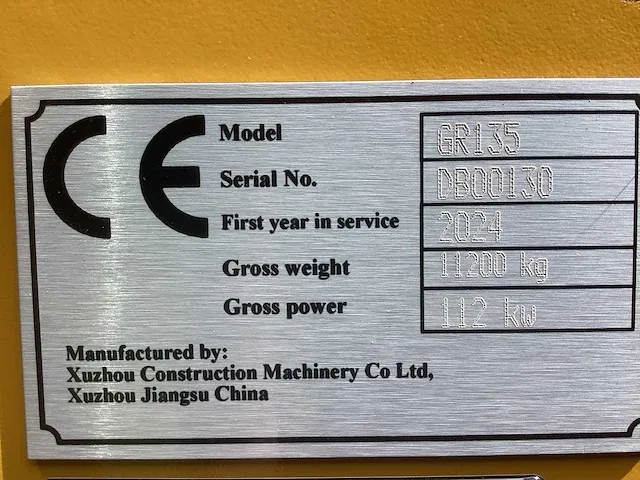 CE
Model GR135
Serial No. DB00130
First year in service 2024
Gross weight 11200 kg
Gross power 112 kw
Manufactured by:
Xuzhou Construction Machinery Co Ltd,
Xuzhou Jiangsu China